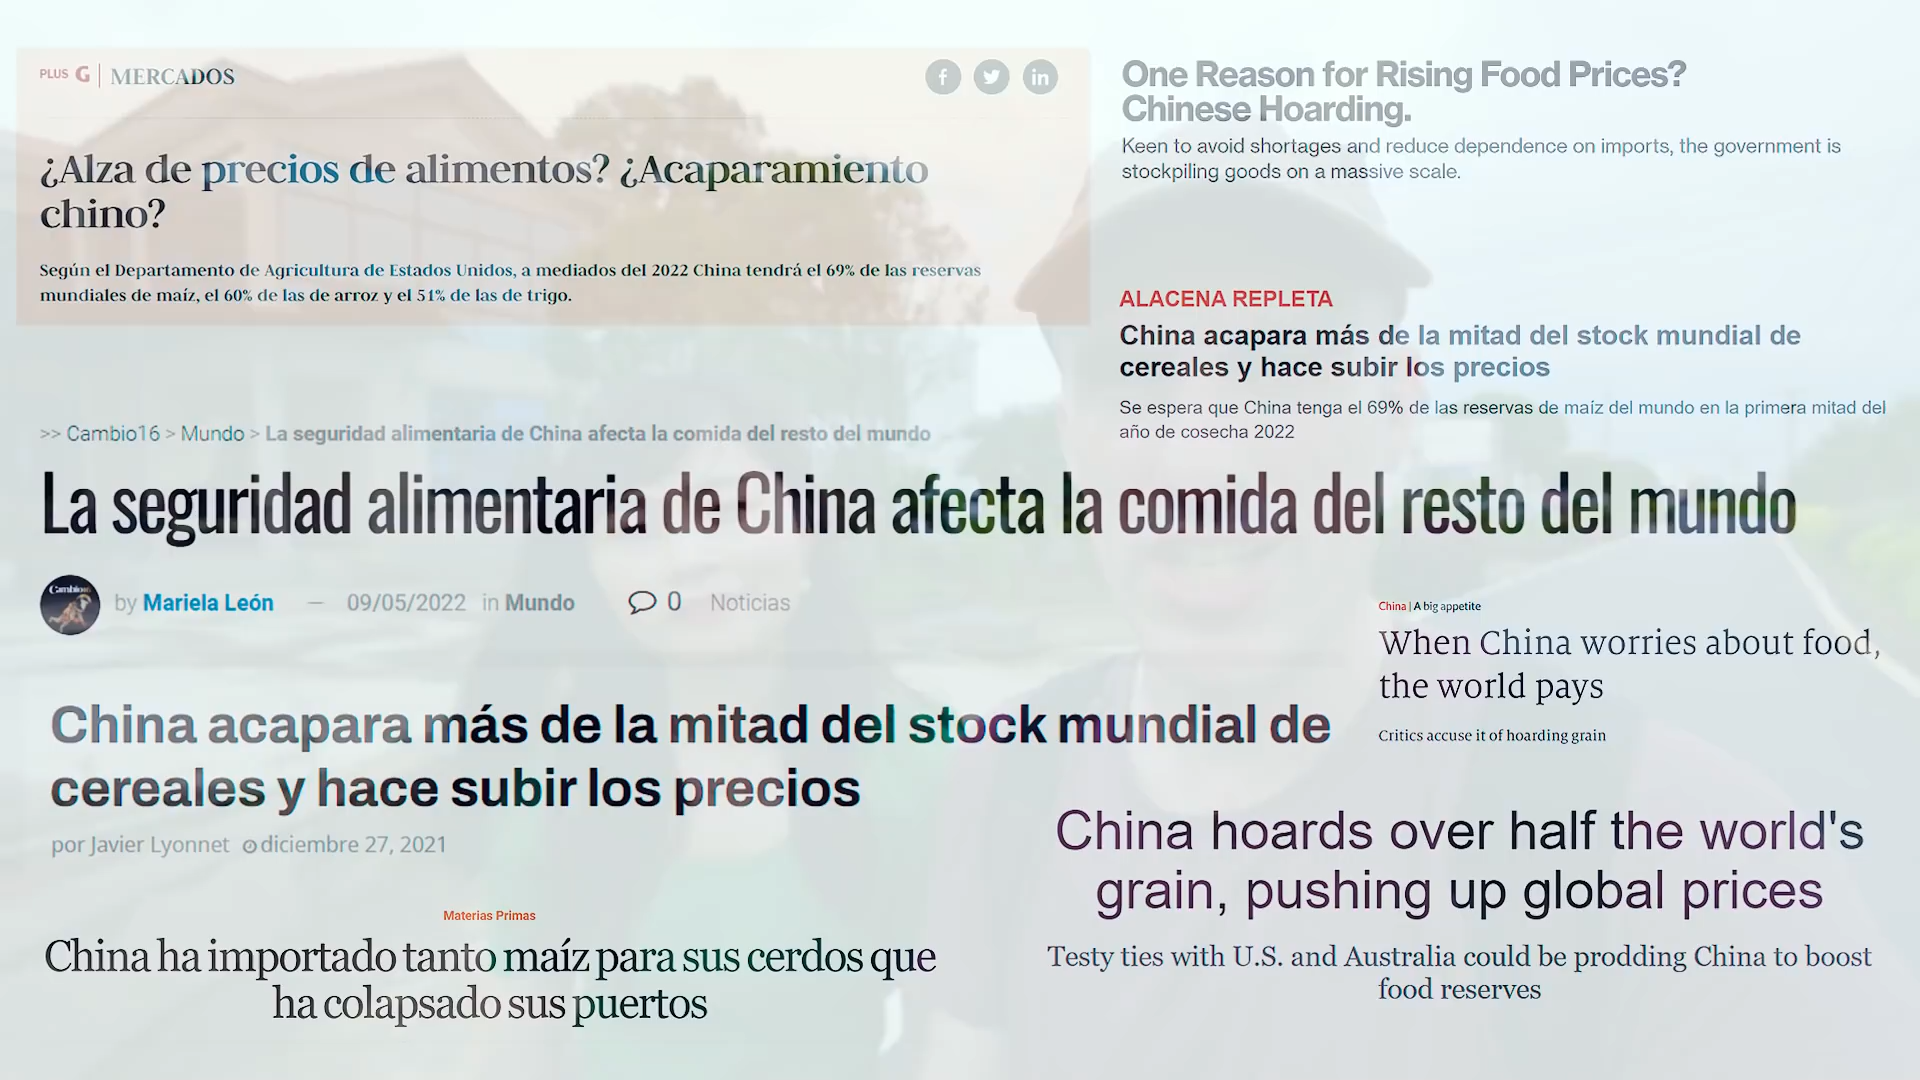 PLUS G | MERCADOS
¿Alza de precios de alimentos? ¿Acaparamiento
chino?
Según el Departamento de Agricultura de Estados Unidos, a mediados del 2022 China tendrá el 69% de las reservas
mundiales de maíz, el 60% de las de arroz y el 51% de las de trigo.
One Reason for Rising Food Prices?
Chinese Hoarding.
Keen to avoid shortages and reduce dependence on imports, the government is
stockpiling goods on a massive scale.
ALACENA REPLETA
China acapara más de la mitad del stock mundial de
cereales y hace subir los precios
Se espera que China tenga el 69% de las reservas de maíz del mundo en la primera mitad del
año de cosecha 2022
>> Cambio16 > Mundo > La seguridad alimentaria de China afecta la comida del resto del mundo
La seguridad alimentaria de China afecta la comida del resto del mundo
by Mariela León — 09/05/2022 in Mundo 0 Noticias
China | A big appetite
When China worries about food,
the world pays
Critics accuse it of hoarding grain
China acapara más de la mitad del stock mundial de
cereales y hace subir los precios
por Javier Lyonnet diciembre 27, 2021
China hoards over half the world's
grain, pushing up global prices
Testy ties with U.S. and Australia could be prodding China to boost
food reserves
Materias Primas
China ha importado tanto maíz para sus cerdos que
ha colapsado sus puertos